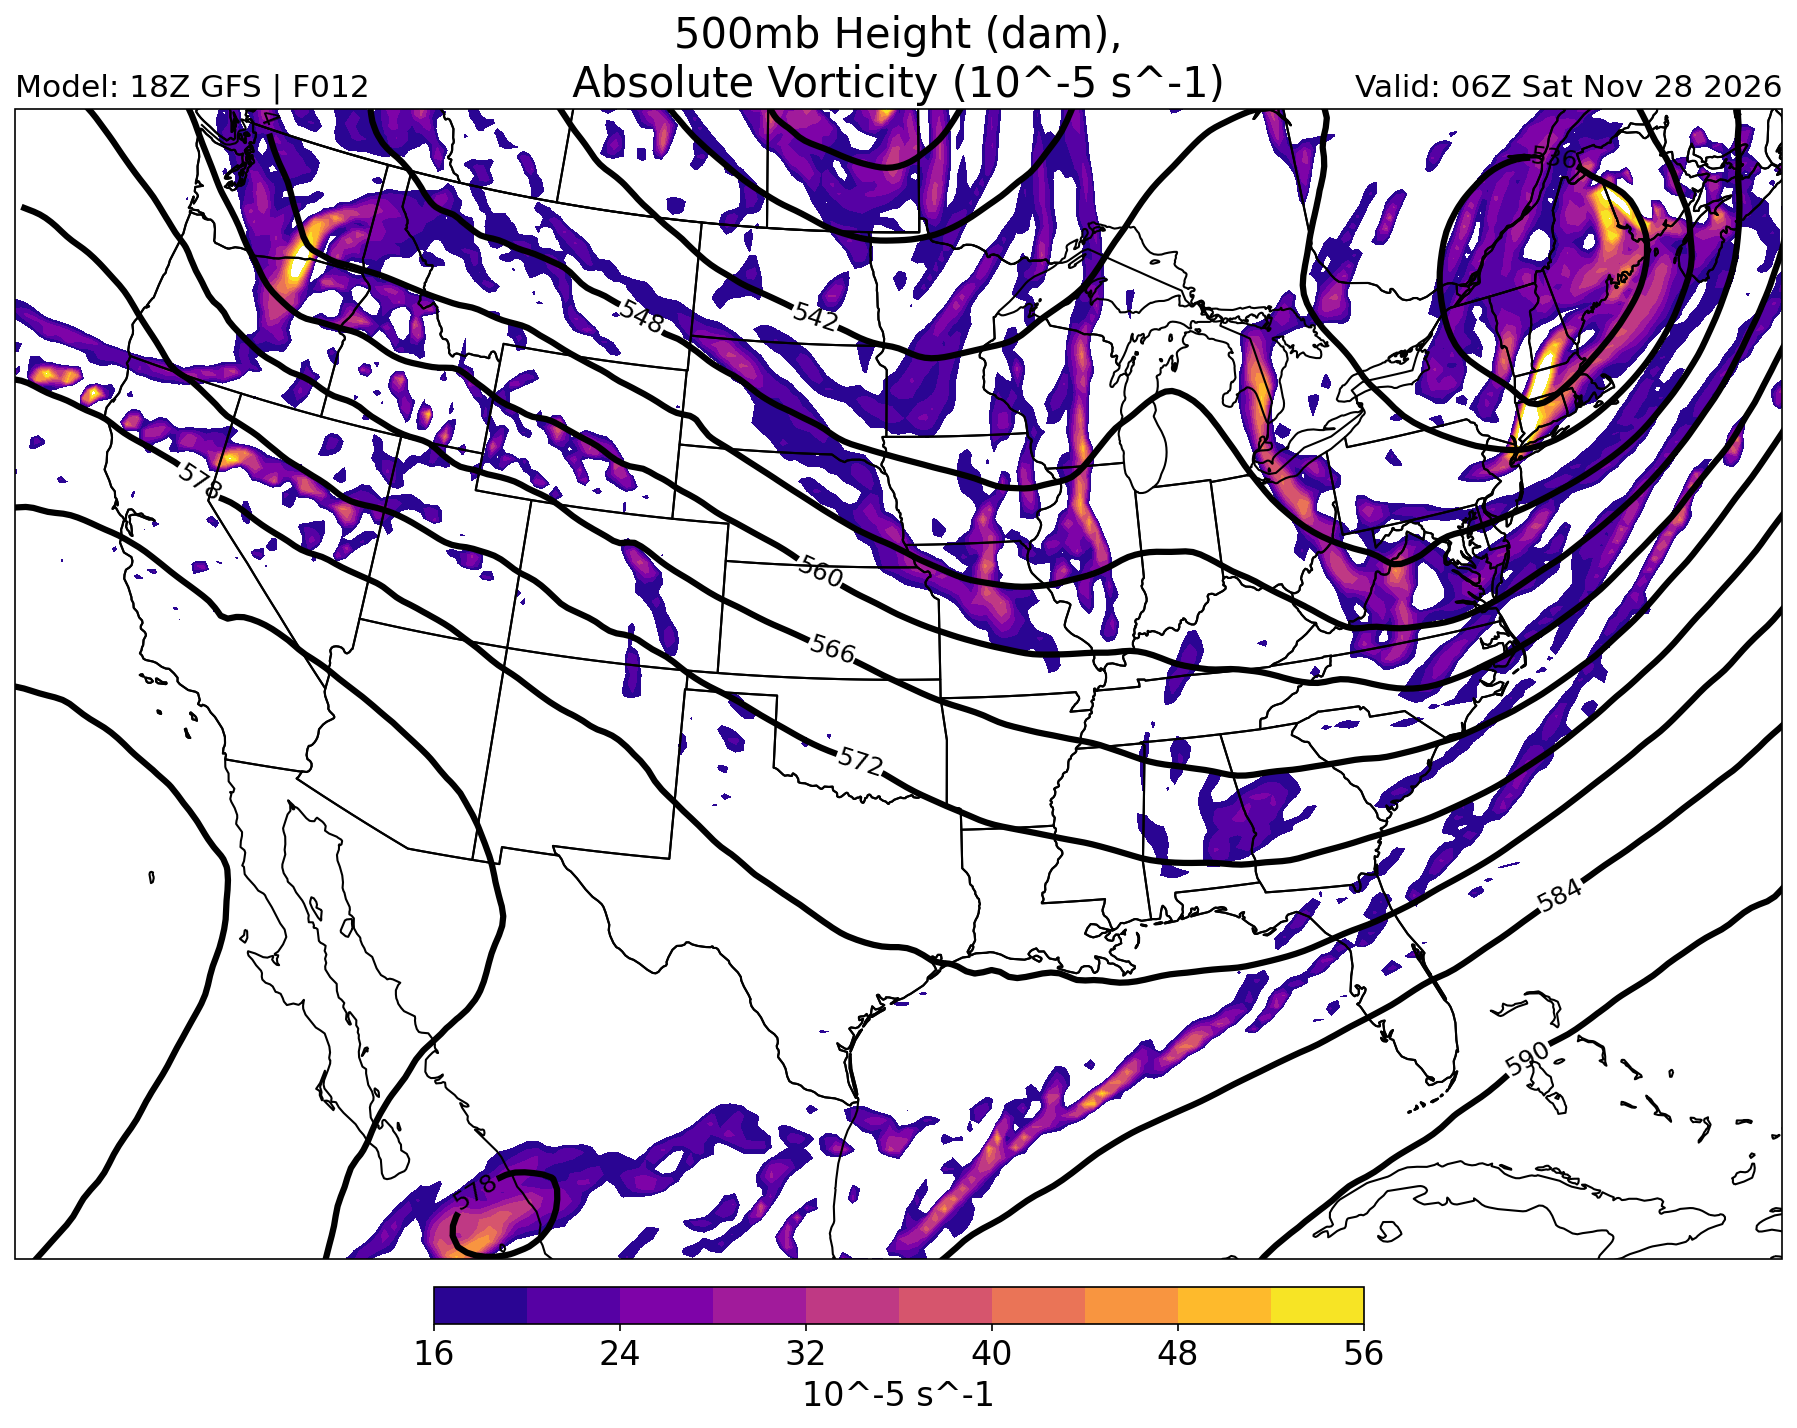 500mb Height (dam),
Model: 18Z GFS | F012
Absolute Vorticity (10^-5 s^-1)
Valid: 06Z Sat Nov 28 2026
536
542
548
578
560
566
572
584
590
578
16 24 32 40 48 56
10^-5 s^-1